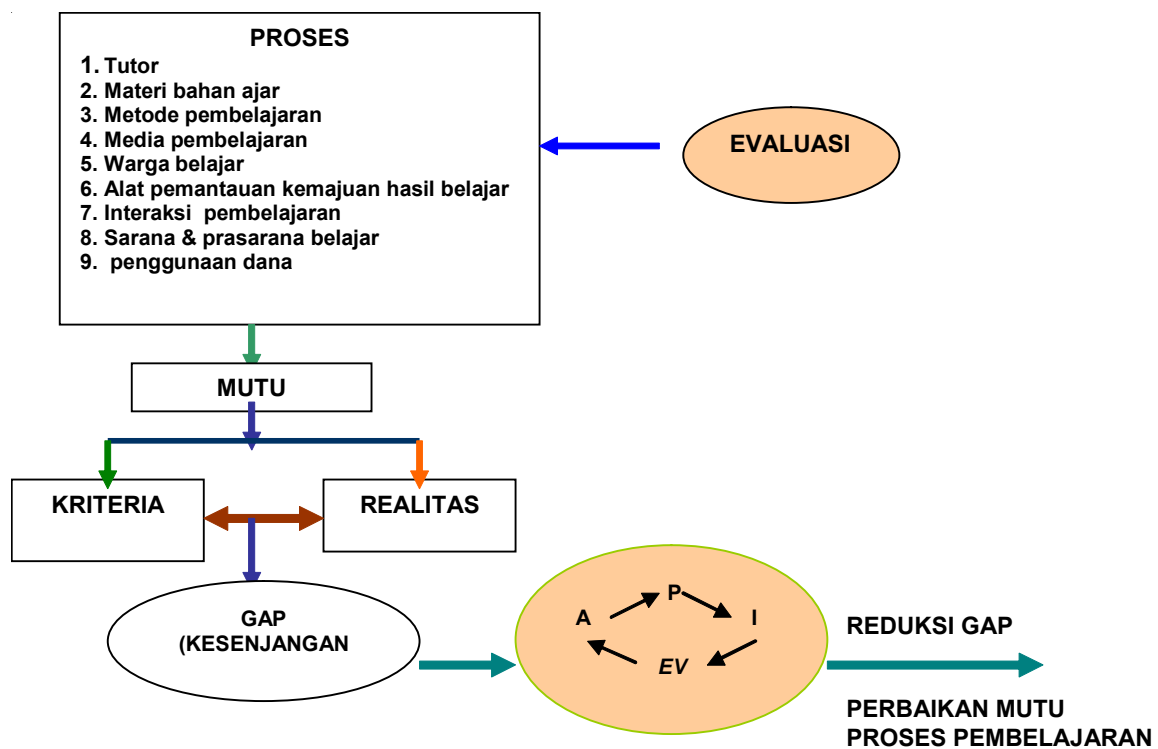 PROSES
1. Tutor
2. Materi bahan ajar
3. Metode pembelajaran
4. Media pembelajaran
5. Warga belajar
6. Alat pemantauan kemajuan hasil belajar
7. Interaksi pembelajaran
8. Sarana & prasarana belajar
9. penggunaan dana
EVALUASI
MUTU
KRITERIA
REALITAS
GAP
(KESENJANGAN
P
A
I
EV
REDUKSI GAP
PERBAIKAN MUTU
PROSES PEMBELAJARAN